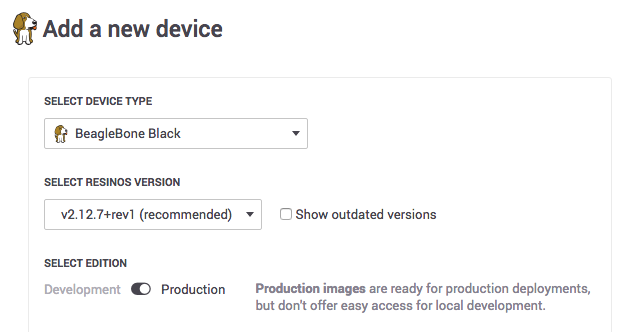 Add a new device
SELECT DEVICE TYPE
BeagleBone Black
SELECT RESINOS VERSION
v2.12.7+rev1 (recommended) Show outdated versions
SELECT EDITION
Development Production Production images are ready for production deployments,
but don't offer easy access for local development.